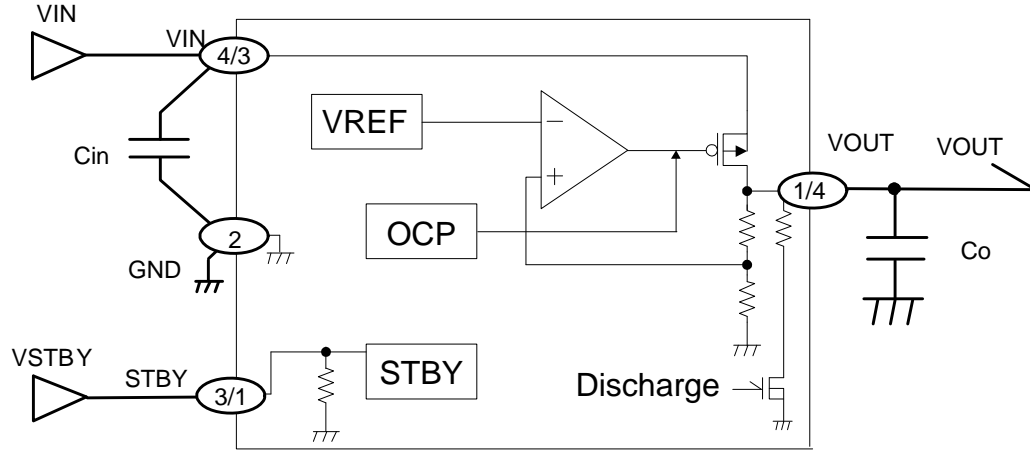 VIN
VIN
4/3
VREF
−
+
Cin
VOUT
VOUT
1/4
OCP
2
GND
Co
VSTBY
STBY
3/1
STBY
Discharge